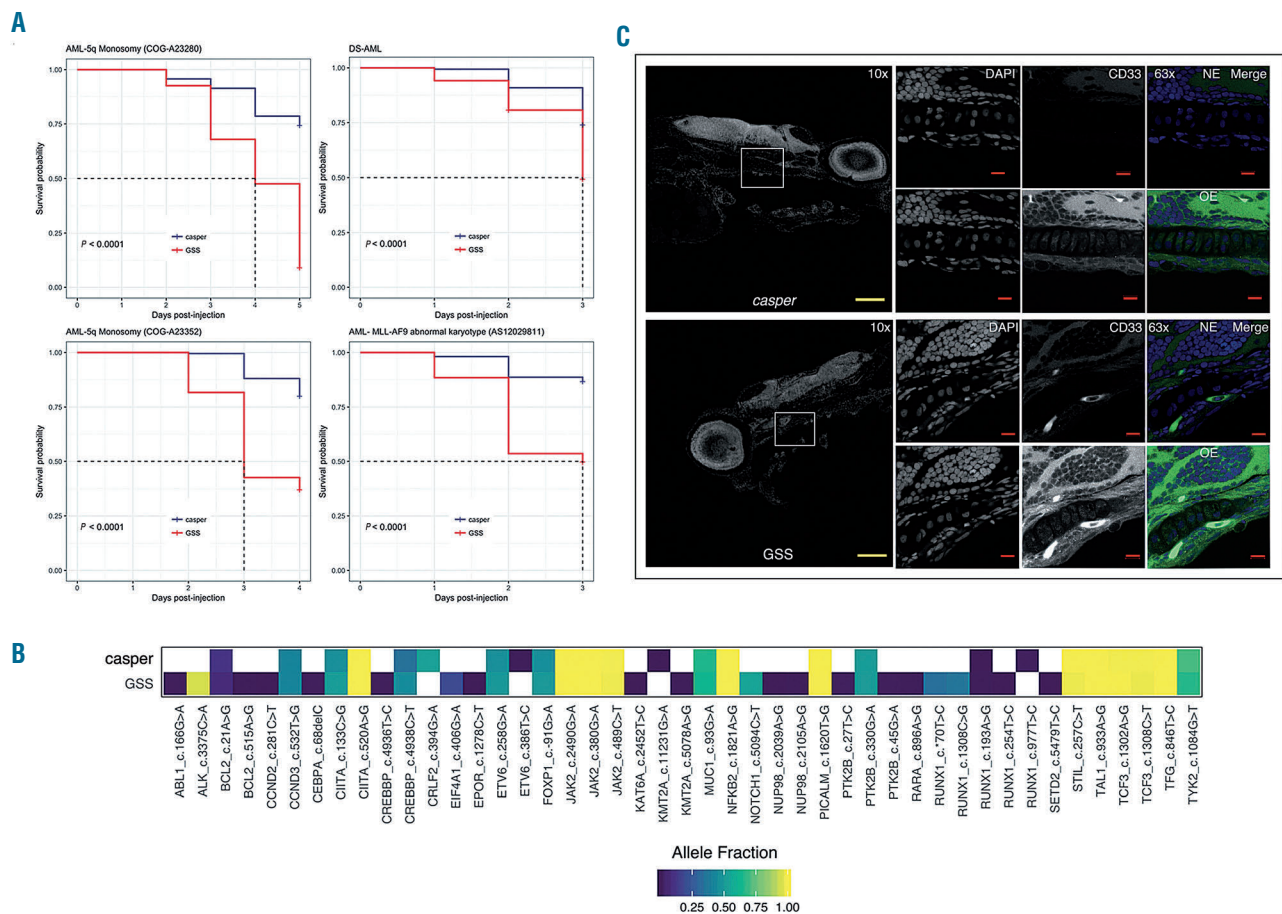 A
AML-5q Monosomy (COG-A23280)
1.00
0.75
0.50
0.25
0.00
Survival probability
P < 0.0001
casper
GSS
0 1 2 3 4 5
Days post-injection
DS-AML
1.00
0.75
0.50
0.25
0.00
Survival probability
P < 0.0001
casper
GSS
0 1 2 3
Days post-injection
AML-5q Monosomy (COG-A23352)
1.00
0.75
0.50
0.25
0.00
Survival probability
P < 0.0001
casper
GSS
0 1 2 3 4
Days post-injection
AML- MLL-AF9 abnormal karyotype (AS12029811)
1.00
0.75
0.50
0.25
0.00
Survival probability
P < 0.0001
casper
GSS
0 1 2 3
Days post-injection
C
10x
casper
DAPI
CD33
63x NE Merge
OE
10x
GSS
DAPI
CD33
63x NE Merge
OE
B
casper
GSS
ABL1_c.166G>A
ALK_c.3375C>A
BCL2_c.21A>G
BCL2_c.515A>G
CCND2_c.281C>T
CCND3_c.532T>G
CEBPA_c.68delC
CIITA_c.133C>G
CIITA_c.520A>G
CREBBP_c.4936T>C
CREBBP_c.4938C>T
CRLF2_c.394G>A
EIF4A1_c.406G>A
EPOR_c.1278C>T
ETV6_c.258G>A
ETV6_c.386T>C
FOXP1_c.-91G>A
JAK2_c.2490G>A
JAK2_c.380G>A
JAK2_c.489C>T
KAT6A_c.2452T>C
KMT2A_c.11231G>A
KMT2A_c.5078A>G
MUC1_c.93G>A
NFKB2_c.1821A>G
NOTCH1_c.5094C>T
NUP98_c.2039A>G
NUP98_c.2105A>G
PICALM_c.1620T>G
PTK2B_c.27T>C
PTK2B_c.330G>A
PTK2B_c.45G>A
RARA_c.896A>G
RUNX1_c.*70T>C
RUNX1_c.1308C>G
RUNX1_c.193A>G
RUNX1_c.254T>C
RUNX1_c.977T>C
SETD2_c.5479T>C
STIL_c.257C>T
TAL1_c.933A>G
TCF3_c.1302A>G
TCF3_c.1308C>T
TFG_c.846T>C
TYK2_c.1084G>T
Allele Fraction
0.25 0.50 0.75 1.00